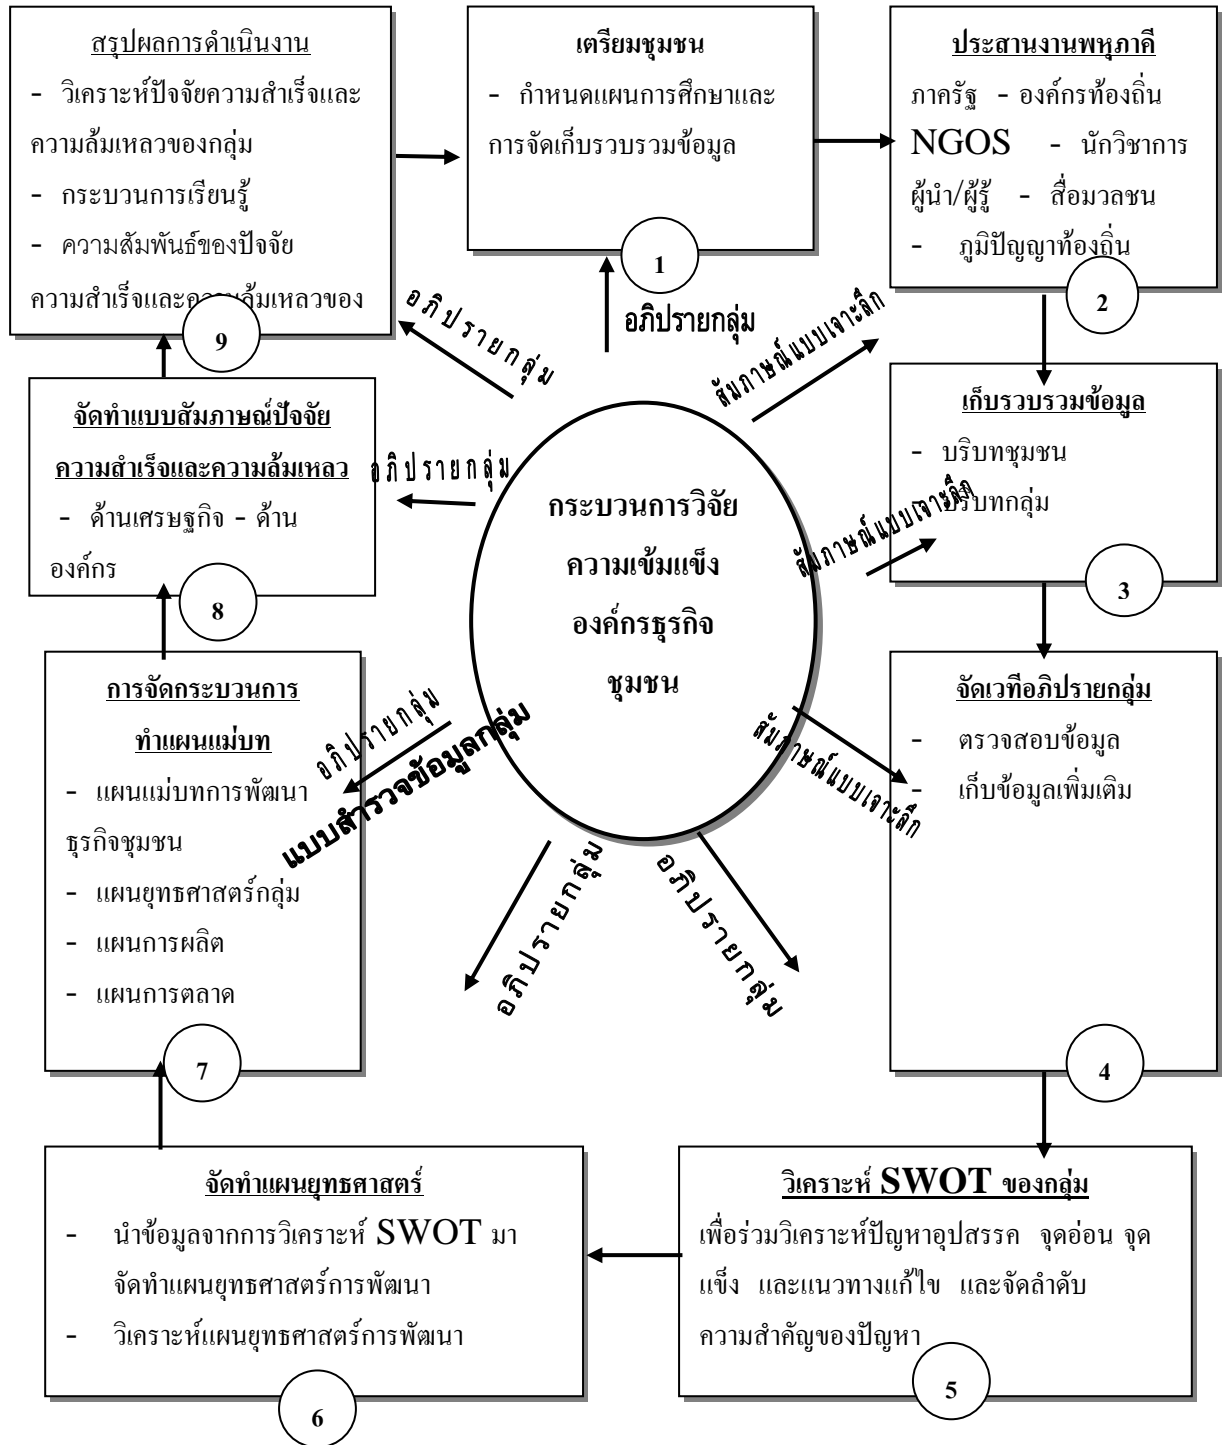 สรุปผลการดำเนินงาน
- วิเคราะห์ปัจจัยความสำเร็จและ
ความล้มเหลวของกลุ่ม
- กระบวนการเรียนรู้
- ความสัมพันธ์ของปัจจัย
ความสำเร็จและความล้มเหลวของ
9
เตรียมชุมชน
- กำหนดแผนการศึกษาและ
การจัดเก็บรวบรวมข้อมูล
1
ประสานงานพหุภาคี
ภาครัฐ - องค์กรท้องถิ่น
NGOS - นักวิชาการ
ผู้นำ/ผู้รู้ - สื่อมวลชน
- ภูมิปัญญาท้องถิ่น
2
อภิปรายกลุ่ม
อภิปรายกลุ่ม
สัมภาษณ์แบบเจาะลึก
จัดทำแบบสัมภาษณ์ปัจจัย
ความสำเร็จและความล้มเหลว
- ด้านเศรษฐกิจ - ด้าน
องค์กร
8
อภิปรายกลุ่ม
กระบวนการวิจัย
ความเข้มแข็ง
องค์กรธุรกิจ
ชุมชน
สัมภาษณ์แบบเจาะลึก
เก็บรวบรวมข้อมูล
- บริบทชุมชน
- บริบทกลุ่ม
3
การจัดกระบวนการ
ทำแผนแม่บท
- แผนแม่บทการพัฒนา
ธุรกิจชุมชน
- แผนยุทธศาสตร์กลุ่ม
- แผนการผลิต
- แผนการตลาด
7
อภิปรายกลุ่ม
แบบสำรวจข้อมูลกลุ่ม
สัมภาษณ์แบบเจาะลึก
จัดเวทีอภิปรายกลุ่ม
- ตรวจสอบข้อมูล
- เก็บข้อมูลเพิ่มเติม
4
อภิปรายกลุ่ม
อภิปรายกลุ่ม
จัดทำแผนยุทธศาสตร์
- นำข้อมูลจากการวิเคราะห์ SWOT มา
จัดทำแผนยุทธศาสตร์การพัฒนา
- วิเคราะห์แผนยุทธศาสตร์การพัฒนา
6
วิเคราะห์ SWOT ของกลุ่ม
เพื่อร่วมวิเคราะห์ปัญหาอุปสรรค จุดอ่อน จุด
แข็ง และแนวทางแก้ไข และจัดลำดับ
ความสำคัญของปัญหา
5